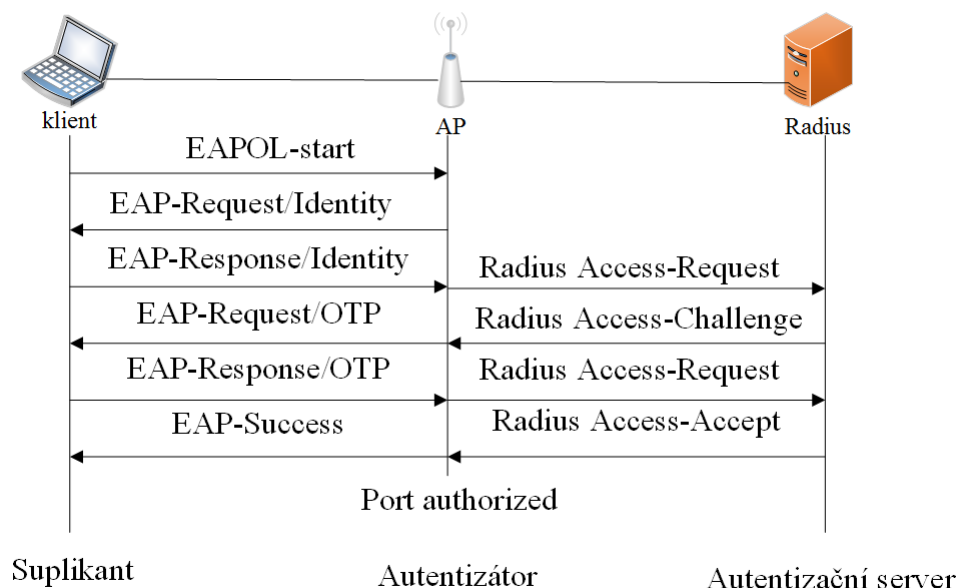 klient
AP
Radius
EAPOL-start
EAP-Request/Identity
EAP-Response/Identity
Radius Access-Request
EAP-Request/OTP
Radius Access-Challenge
EAP-Response/OTP
Radius Access-Request
EAP-Success
Radius Access-Accept
Port authorized
Suplikant
Autentizátor
Autentizační server